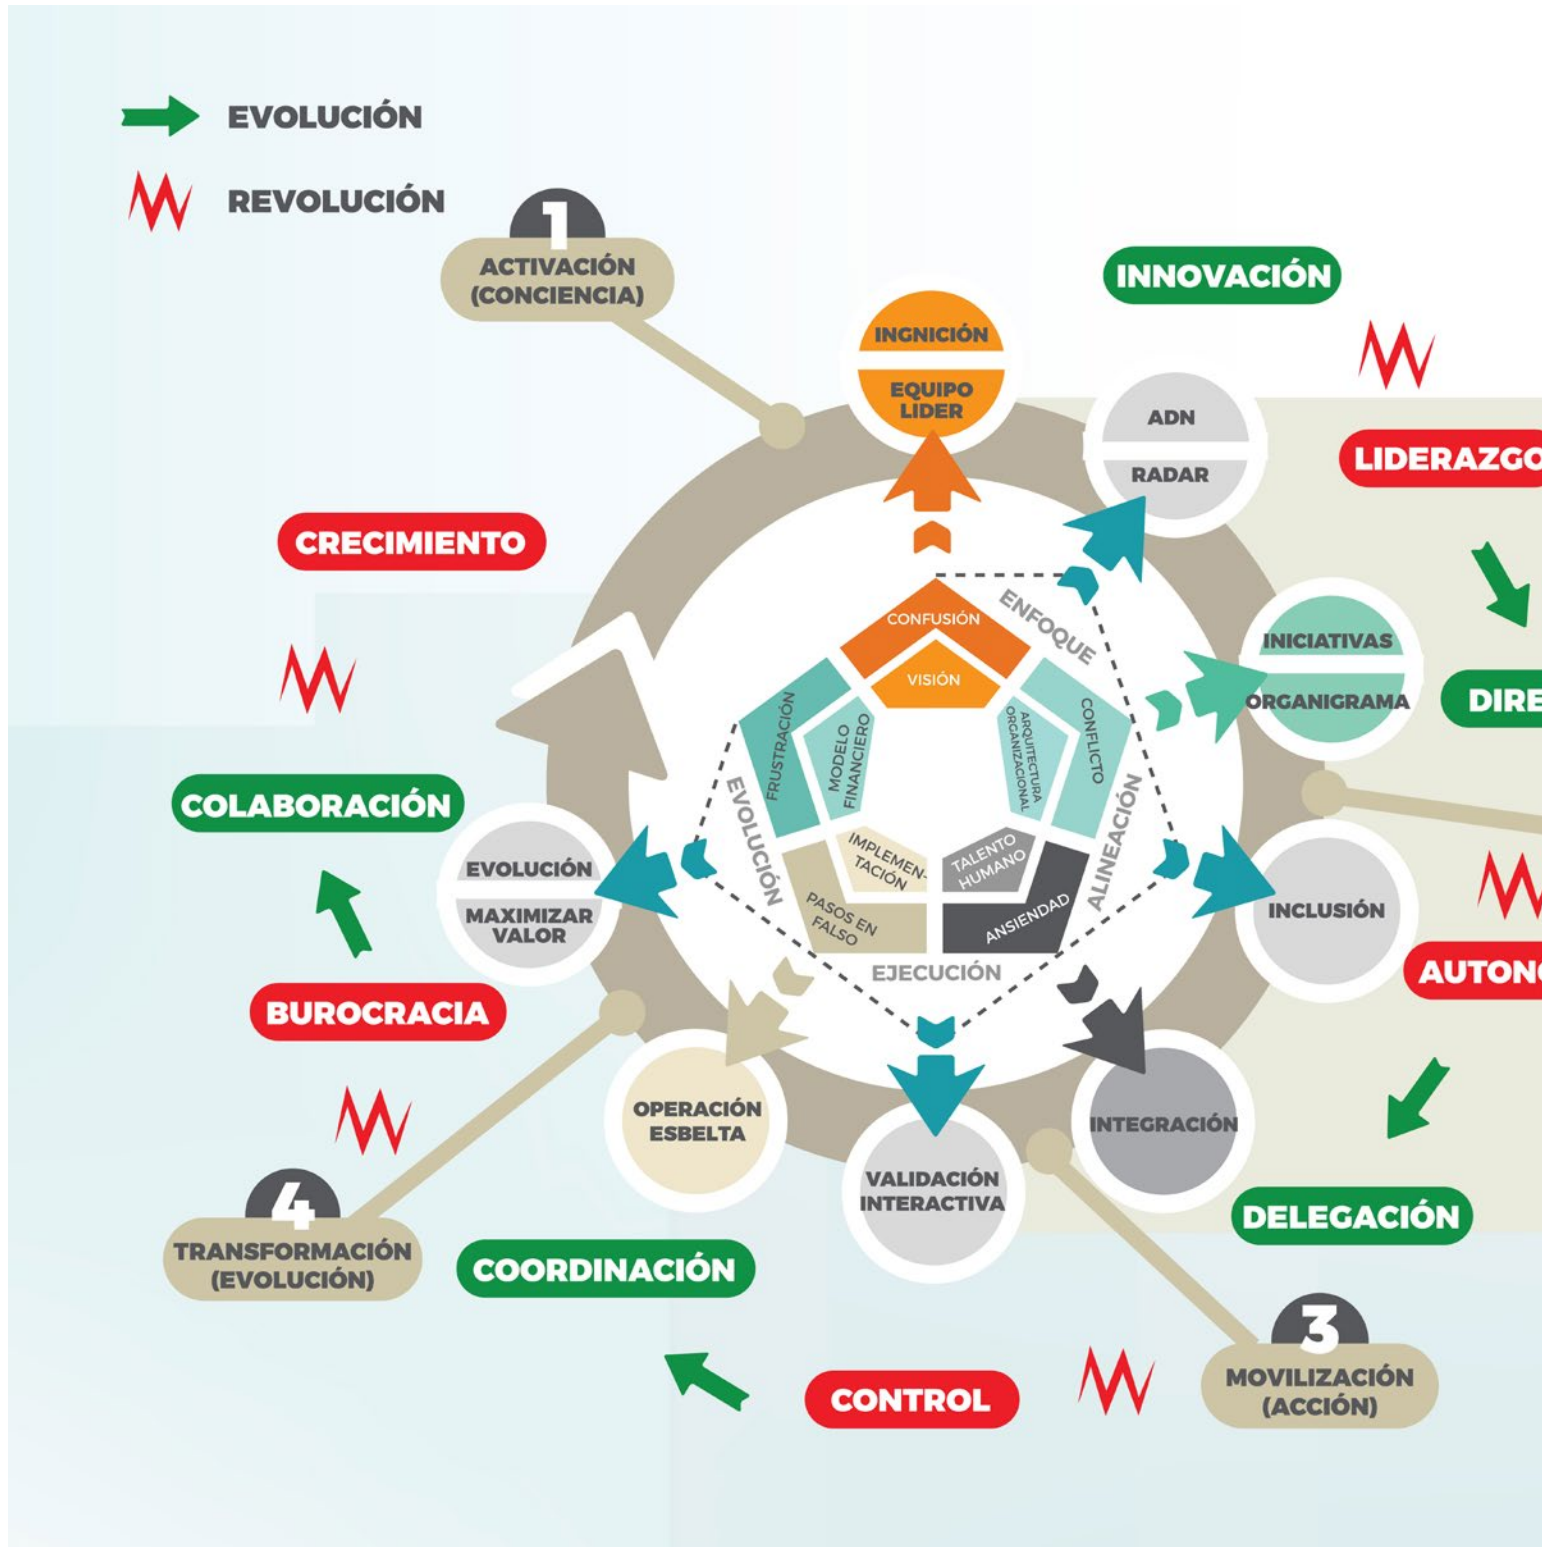 EVOLUCIÓN
REVOLUCIÓN
1
ACTIVACIÓN
(CONCIENCIA)
INNOVACIÓN
INGNICIÓN
EQUIPO
LIDER
ADN
RADAR
LIDERAZGO
CRECIMIENTO
CONFUSIÓN
VISIÓN
ENFOQUE
INICIATIVAS
ORGANIGRAMA
DIRE
FRUSTRACIÓN
MODELO
FINANCIERO
ARQUITECTURA
ORGANIZACIONAL
CONFLICTO
COLABORACIÓN
EVOLUCIÓN
ALINEACIÓN
EVOLUCIÓN
MAXIMIZAR
VALOR
IMPLEMEN-
TACIÓN
TALENTO
HUMANO
PASOS EN
FALSO
ANSIENDAD
INCLUSIÓN
EJECUCIÓN
AUTONO
BUROCRACIA
OPERACIÓN
ESBELTA
INTEGRACIÓN
VALIDACIÓN
INTERACTIVA
DELEGACIÓN
4
TRANSFORMACIÓN
(EVOLUCIÓN)
COORDINACIÓN
3
MOVILIZACIÓN
(ACCIÓN)
CONTROL